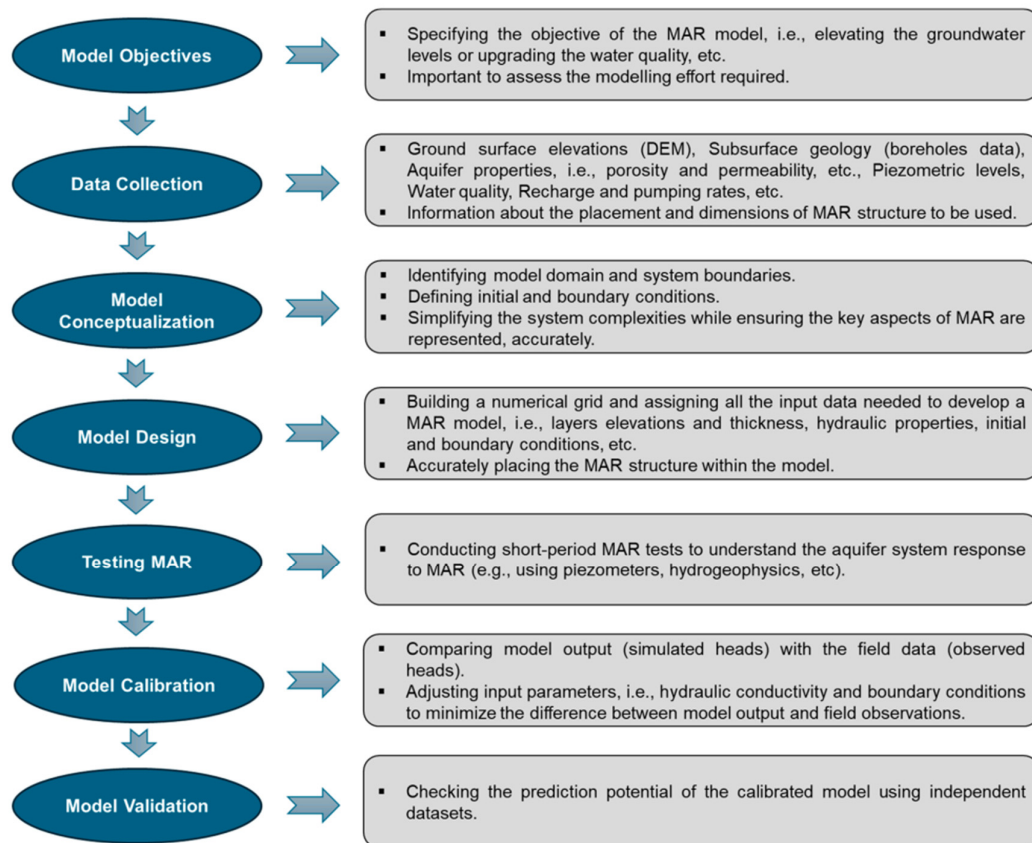 Model Objectives
▪ Specifying the objective of the MAR model, i.e., elevating the groundwater
levels or upgrading the water quality, etc.
▪ Important to assess the modelling effort required.
Data Collection
▪ Ground surface elevations (DEM), Subsurface geology (boreholes data),
Aquifer properties, i.e., porosity and permeability, etc., Piezometric levels,
Water quality, Recharge and pumping rates, etc.
▪ Information about the placement and dimensions of MAR structure to be used.
Model
Conceptualization
▪ Identifying model domain and system boundaries.
▪ Defining initial and boundary conditions.
▪ Simplifying the system complexities while ensuring the key aspects of MAR are
represented, accurately.
Model Design
▪ Building a numerical grid and assigning all the input data needed to develop a
MAR model, i.e., layers elevations and thickness, hydraulic properties, initial
and boundary conditions, etc.
▪ Accurately placing the MAR structure within the model.
Testing MAR
▪ Conducting short-period MAR tests to understand the aquifer system response
to MAR (e.g., using piezometers, hydrogeophysics, etc).
Model Calibration
▪ Comparing model output (simulated heads) with the field data (observed
heads).
▪ Adjusting input parameters, i.e., hydraulic conductivity and boundary conditions
to minimize the difference between model output and field observations.
Model Validation
▪ Checking the prediction potential of the calibrated model using independent
datasets.